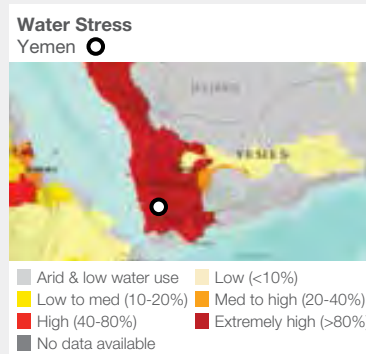 Water Stress
Yemen
YEMEN
Arid & low water use
Low (<10%)
Low to med (10-20%)
Med to high (20-40%)
High (40-80%)
Extremely high (>80%
No data available